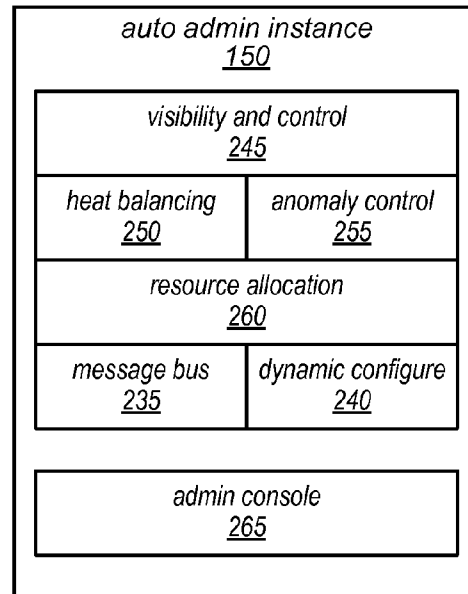 auto admin instance
150
visibility and control
245
heat balancing
250
anomaly control
255
resource allocation
260
message bus
235
dynamic configure
240
admin console
265